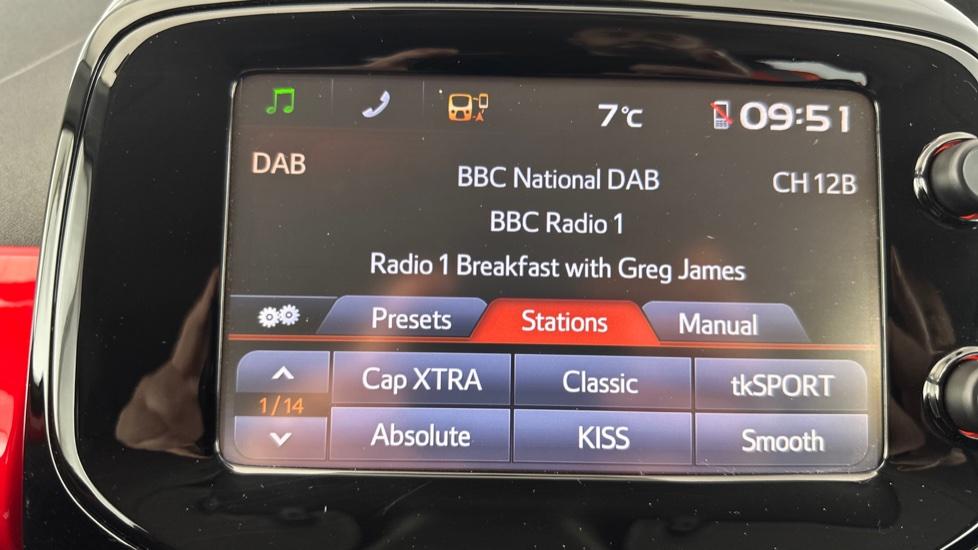 7°C 09:51
DAB BBC National DAB CH 12B
BBC Radio 1
Radio 1 Breakfast with Greg James
Presets Stations Manual
Cap XTRA Classic tkSPORT
1/14
Absolute KISS Smooth